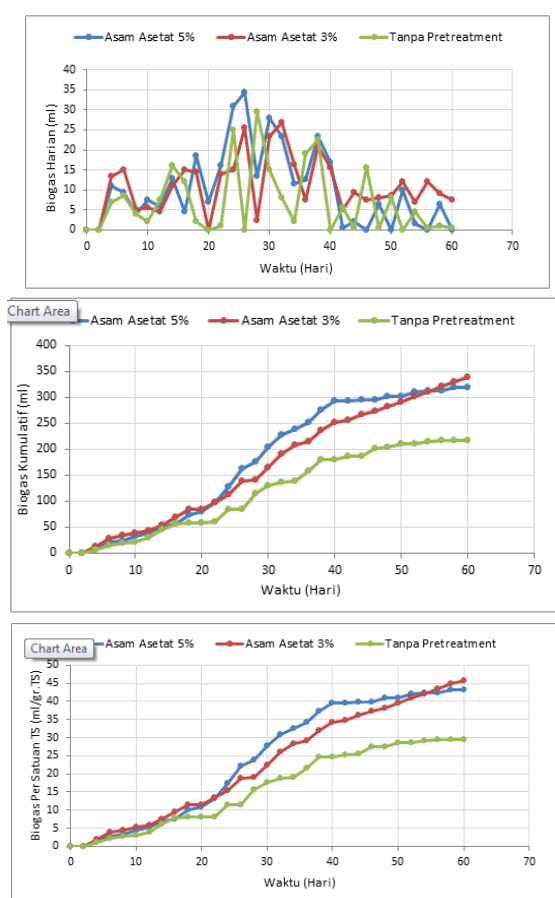 Asam Asetat 5% Asam Asetat 3% Tanpa Pretreatment
40
35
30
25
20
15
10
5
0
Biogas Harian (ml)
0 10 20 30 40 50 60 70
Waktu (Hari)
Chart Area
Asam Asetat 5% Asam Asetat 3% Tanpa Pretreatment
400
350
300
250
200
150
100
50
0
Biogas Kumulatif (ml)
0 10 20 30 40 50 60 70
Waktu (Hari)
Chart Area
Asam Asetat 5% Asam Asetat 3% Tanpa Pretreatment
50
45
40
35
30
25
20
15
10
5
0
Biogas Per Satuan TS (ml/gr.TS)
0 10 20 30 40 50 60 70
Waktu (Hari)